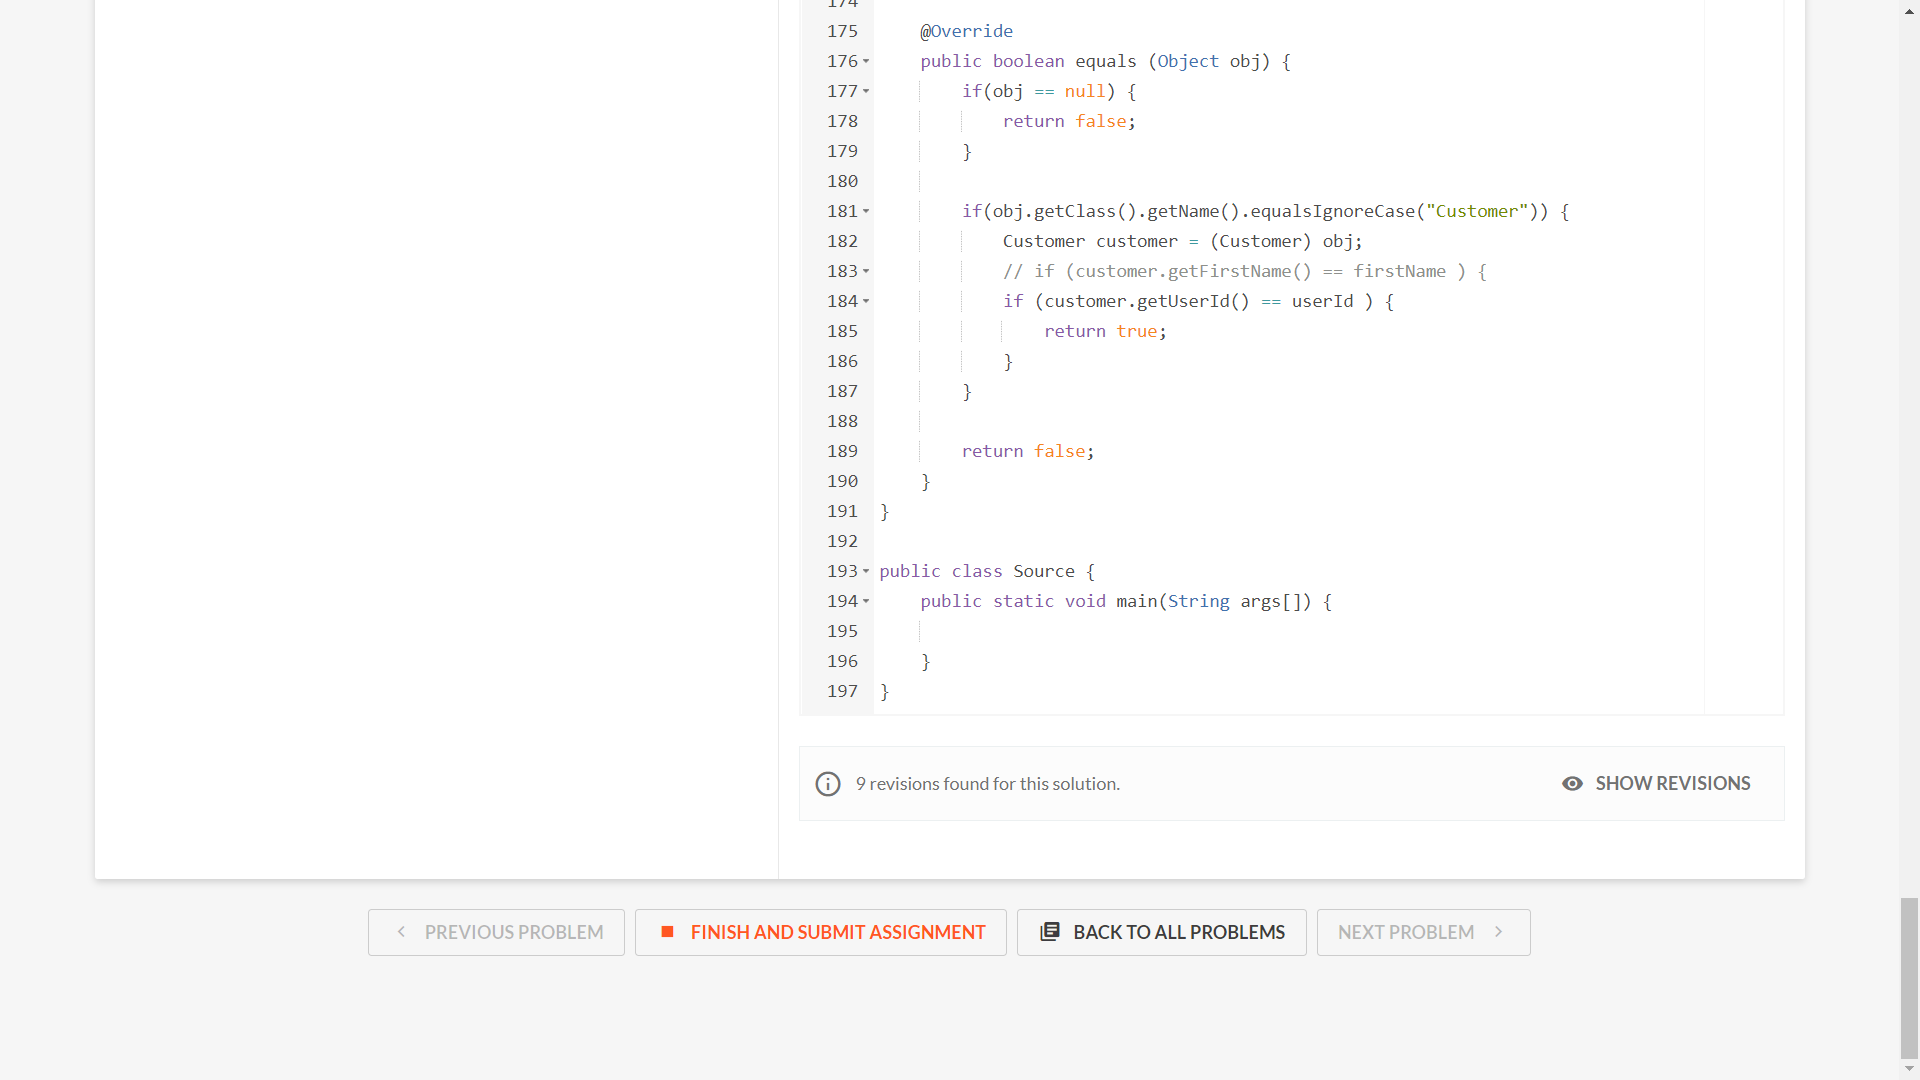 174
175 @Override
176 public boolean equals (Object obj) {
177 if(obj == null) {
178 return false;
179 }
180
181 if(obj.getClass().getName().equalsIgnoreCase("Customer")) {
182 Customer customer = (Customer) obj;
183 // if (customer.getFirstName() == firstName ) {
184 if (customer.getUserId() == userId ) {
185 return true;
186 }
187 }
188
189 return false;
190 }
191 }
192
193 public class Source {
194 public static void main(String args[]) {
195
196 }
197 }
9 revisions found for this solution. SHOW REVISIONS
PREVIOUS PROBLEM FINISH AND SUBMIT ASSIGNMENT BACK TO ALL PROBLEMS NEXT PROBLEM